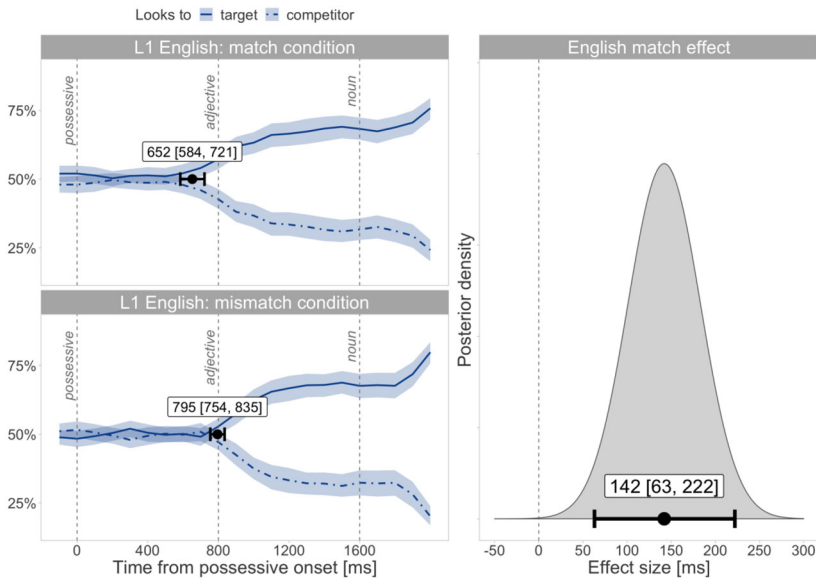 Looks to target competitor
L1 English: match condition
75%
50%
25%
possessive
adjective
noun
652 [584, 721]
L1 English: mismatch condition
75%
50%
25%
possessive
adjective
noun
795 [754, 835]
0 400 800 1200 1600
Time from possessive onset [ms]
English match effect
Posterior density
142 [63, 222]
-50 0 50 100 150 200 250 300
Effect size [ms]